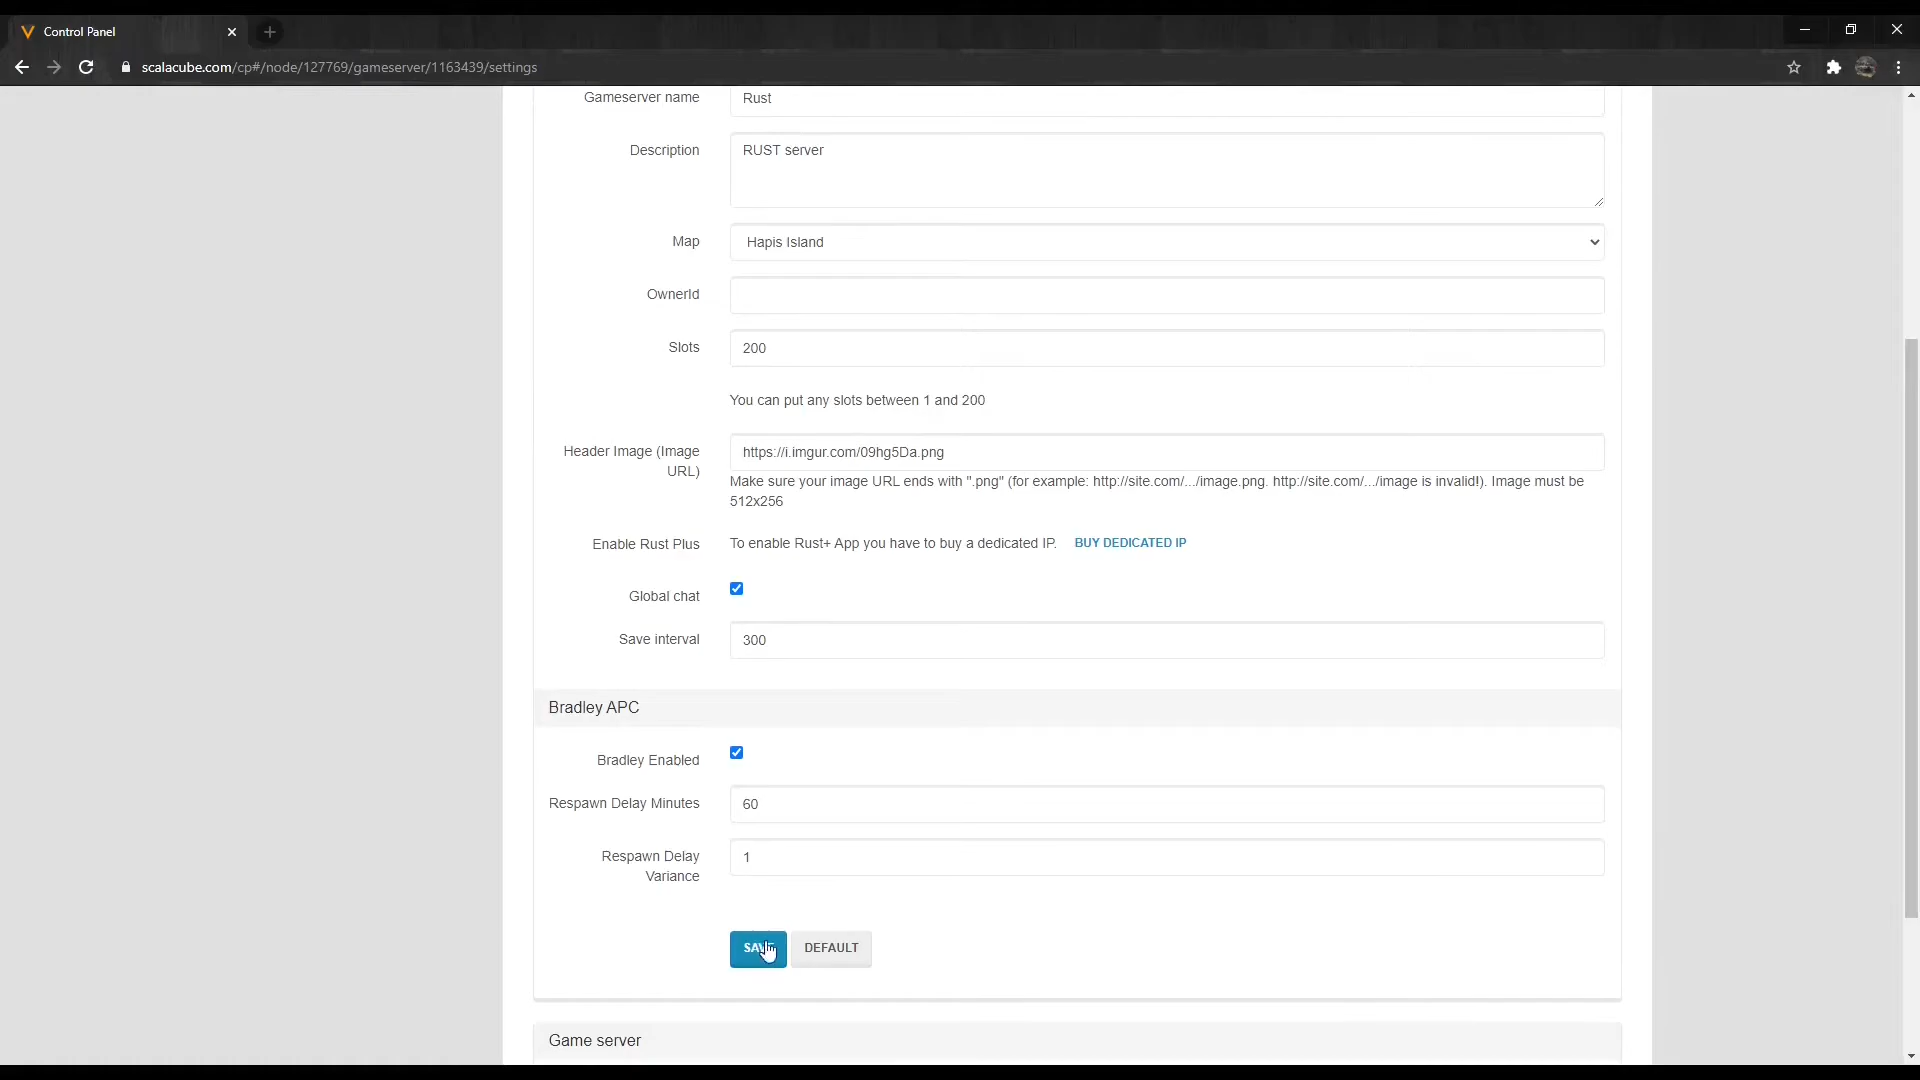 Control Panel
scalacube.com/cp#/node/127769/gameserver/1163439/settings
Gameserver name
Rust
Description
RUST server
Map
Hapis Island
OwnerId
Slots
200
You can put any slots between 1 and 200
Header Image (Image
URL)
https://i.imgur.com/09hg5Da.png
Make sure your image URL ends with ".png" (for example: http://site.com/.../image.png. http://site.com/.../image is invalid!). Image must be
512x256
Enable Rust Plus
To enable Rust+ App you have to buy a dedicated IP. BUY DEDICATED IP
Global chat
Save interval
300
Bradley APC
Bradley Enabled
Respawn Delay Minutes
60
Respawn Delay
Variance
1
SAVE
DEFAULT
Game server